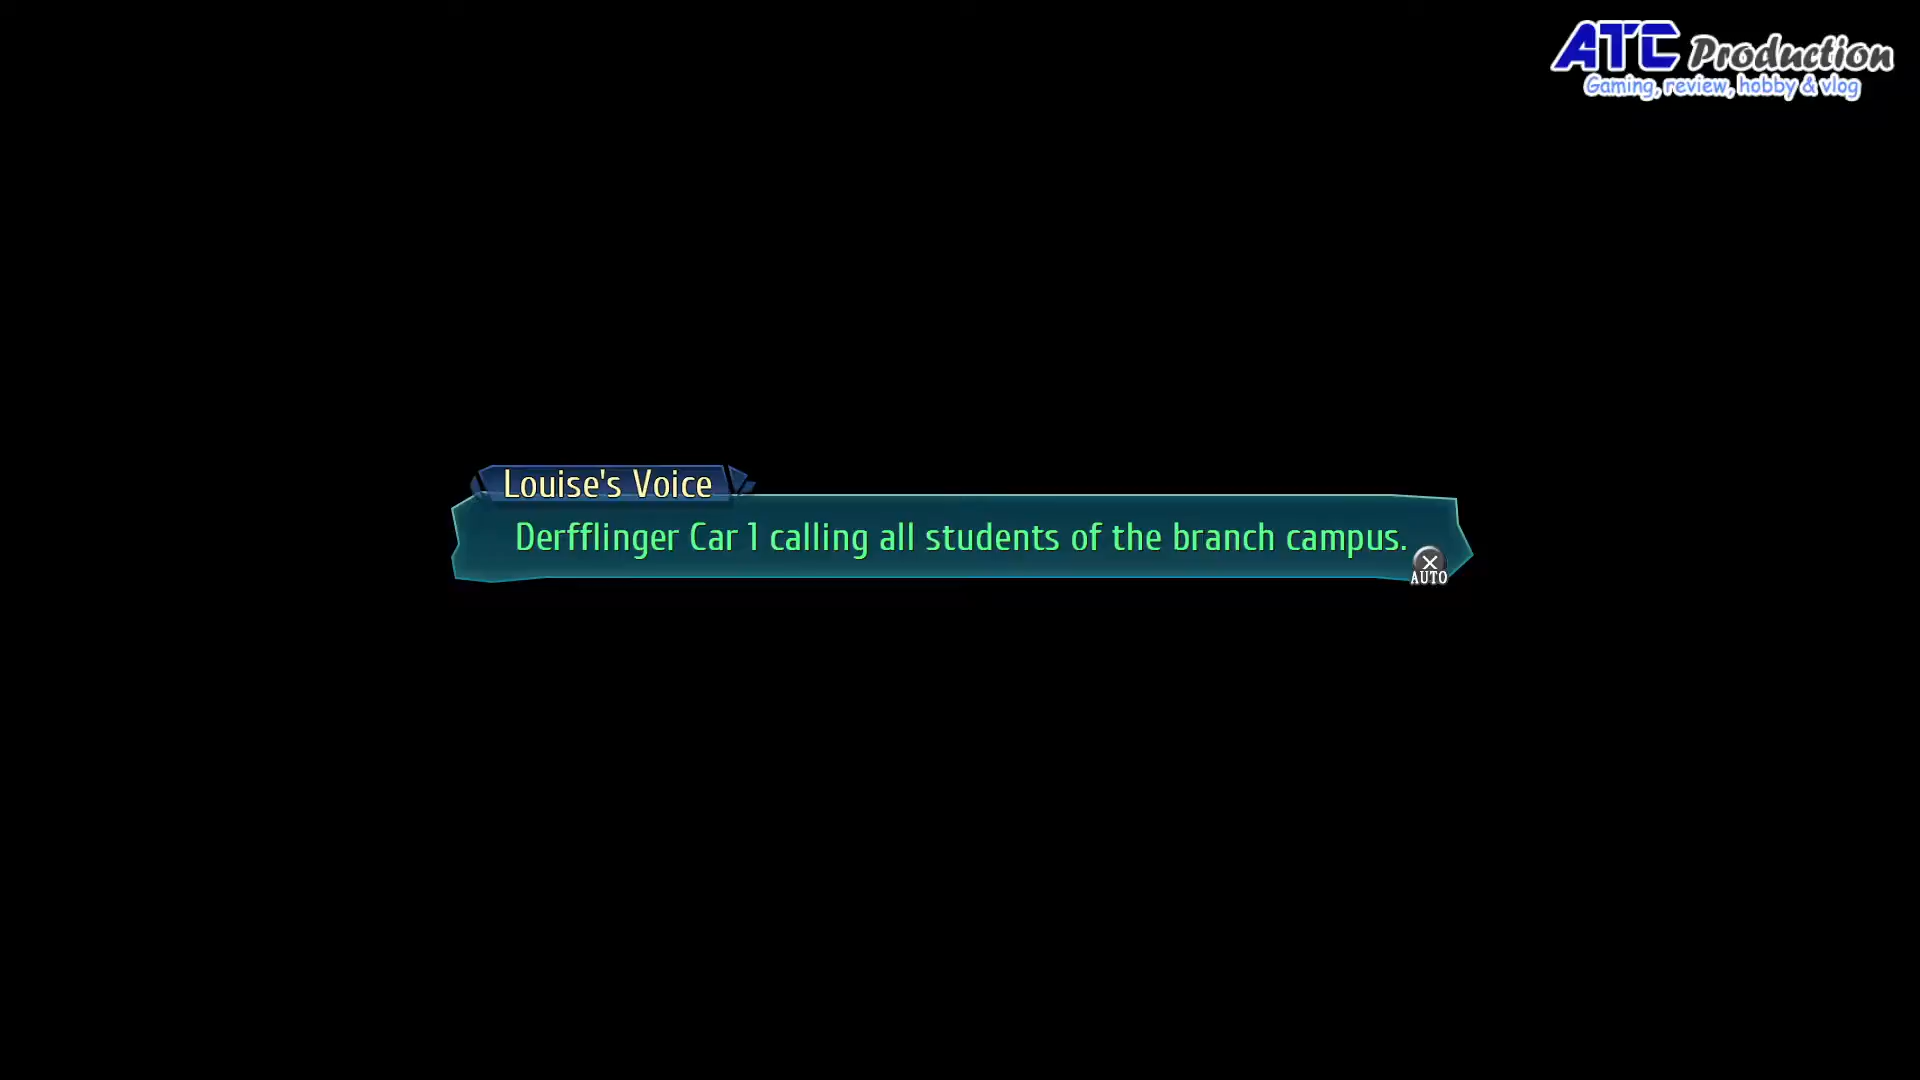 ATC Production
Gaming, review, hobby & vlog
Louise's Voice
Derfflinger Car 1 calling all students of the branch campus.
AUTO